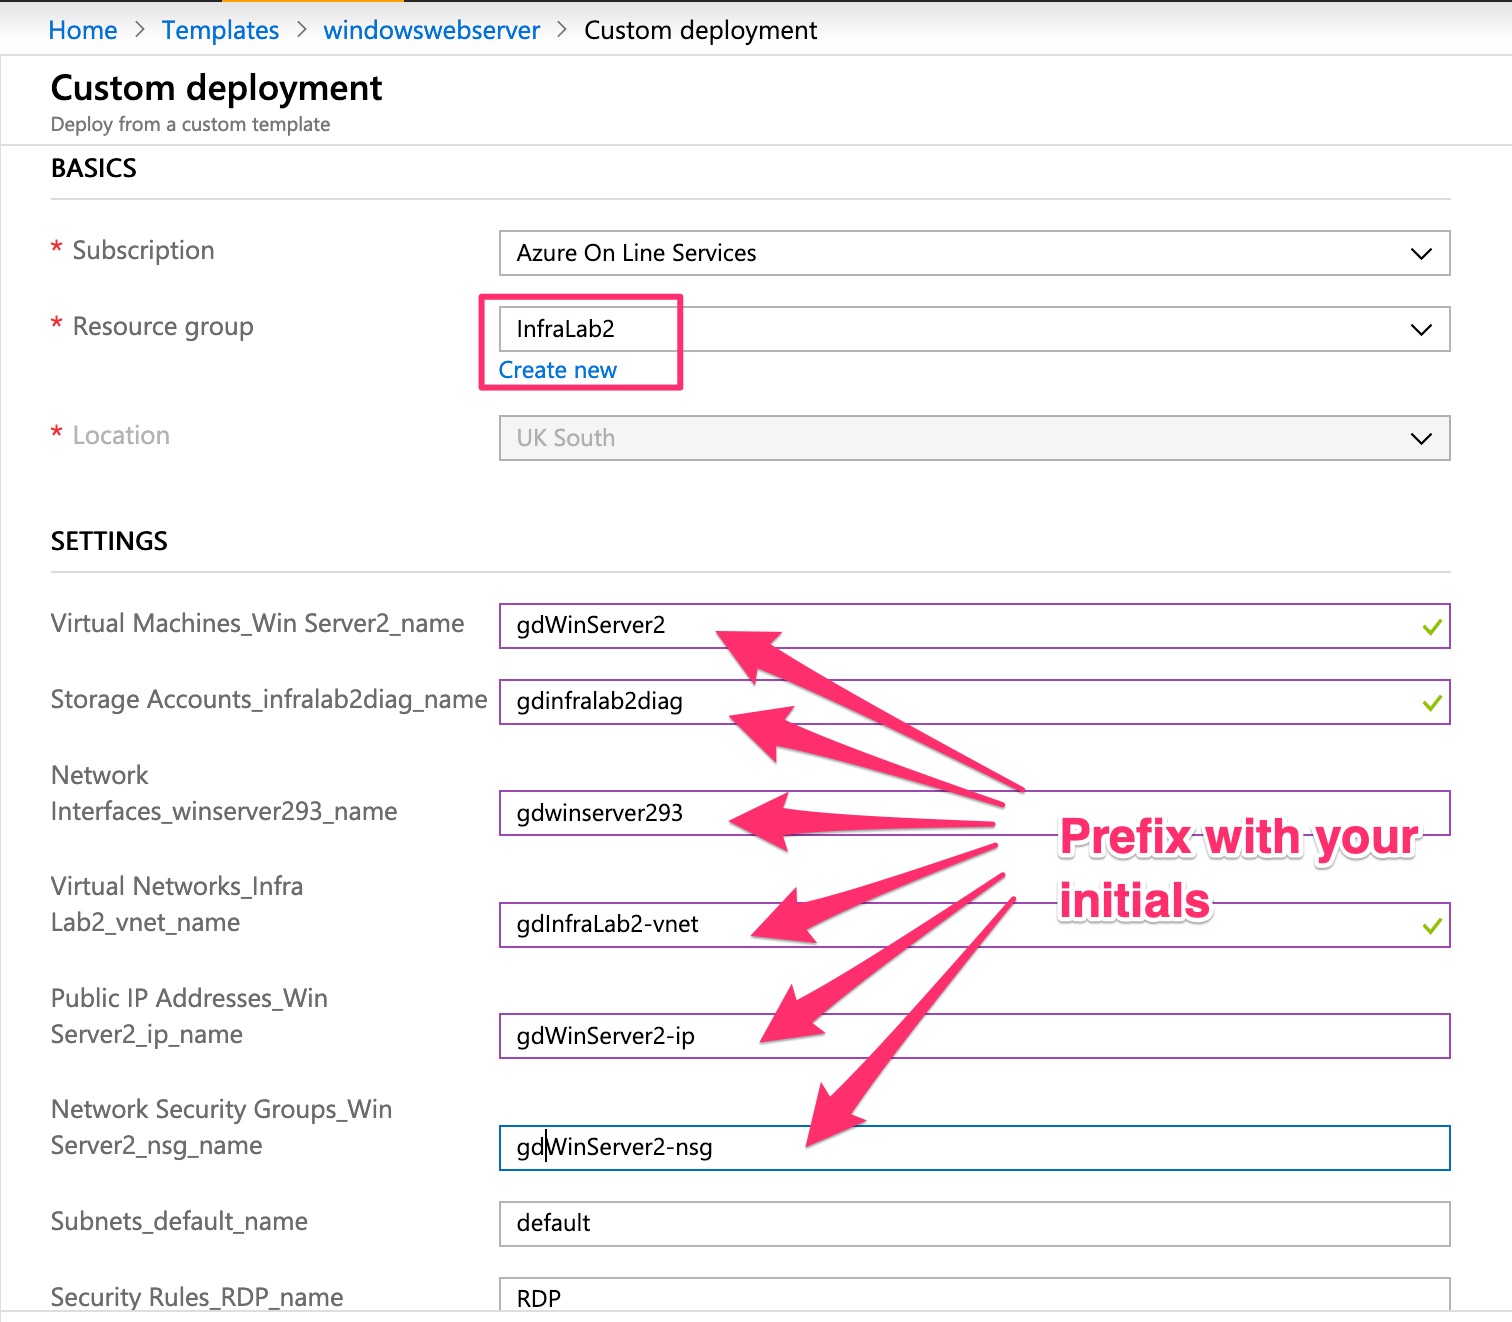 Home > Templates > windowswebserver > Custom deployment
Custom deployment
Deploy from a custom template
BASICS
* Subscription
Azure On Line Services
* Resource group
InfraLab2
Create new
* Location
UK South
SETTINGS
Virtual Machines_Win Server2_name
gdWinServer2
Storage Accounts_infralab2diag_name
gdinfralab2diag
Network
Interfaces_winserver293_name
gdwinserver293
Prefix with your
initials
Virtual Networks_Infra
Lab2_vnet_name
gdInfraLab2-vnet
Public IP Addresses_Win
Server2_ip_name
gdWinServer2-ip
Network Security Groups_Win
Server2_nsg_name
gdWinServer2-nsg
Subnets_default_name
default
Security Rules_RDP_name
RDP